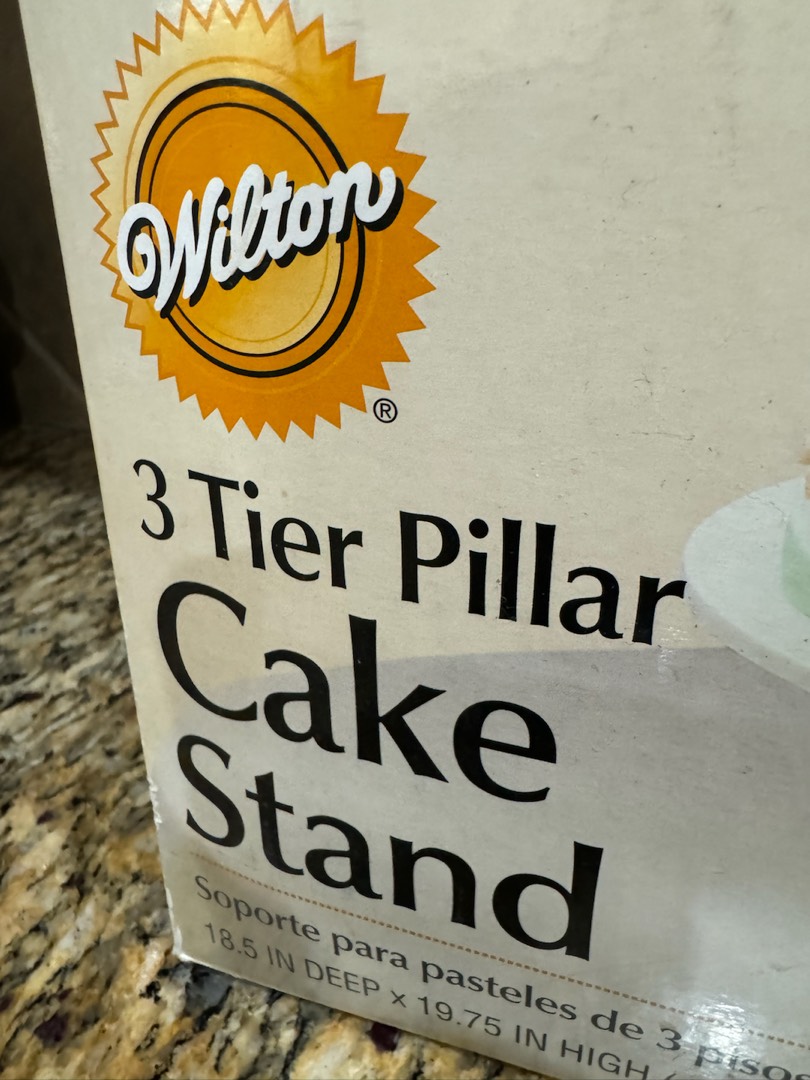 Wilton
®
3 Tier Pillar
Cake
Stand
Soporte para pasteles de 3 pisos
18.5 IN DEEP x 19.75 IN HIGH